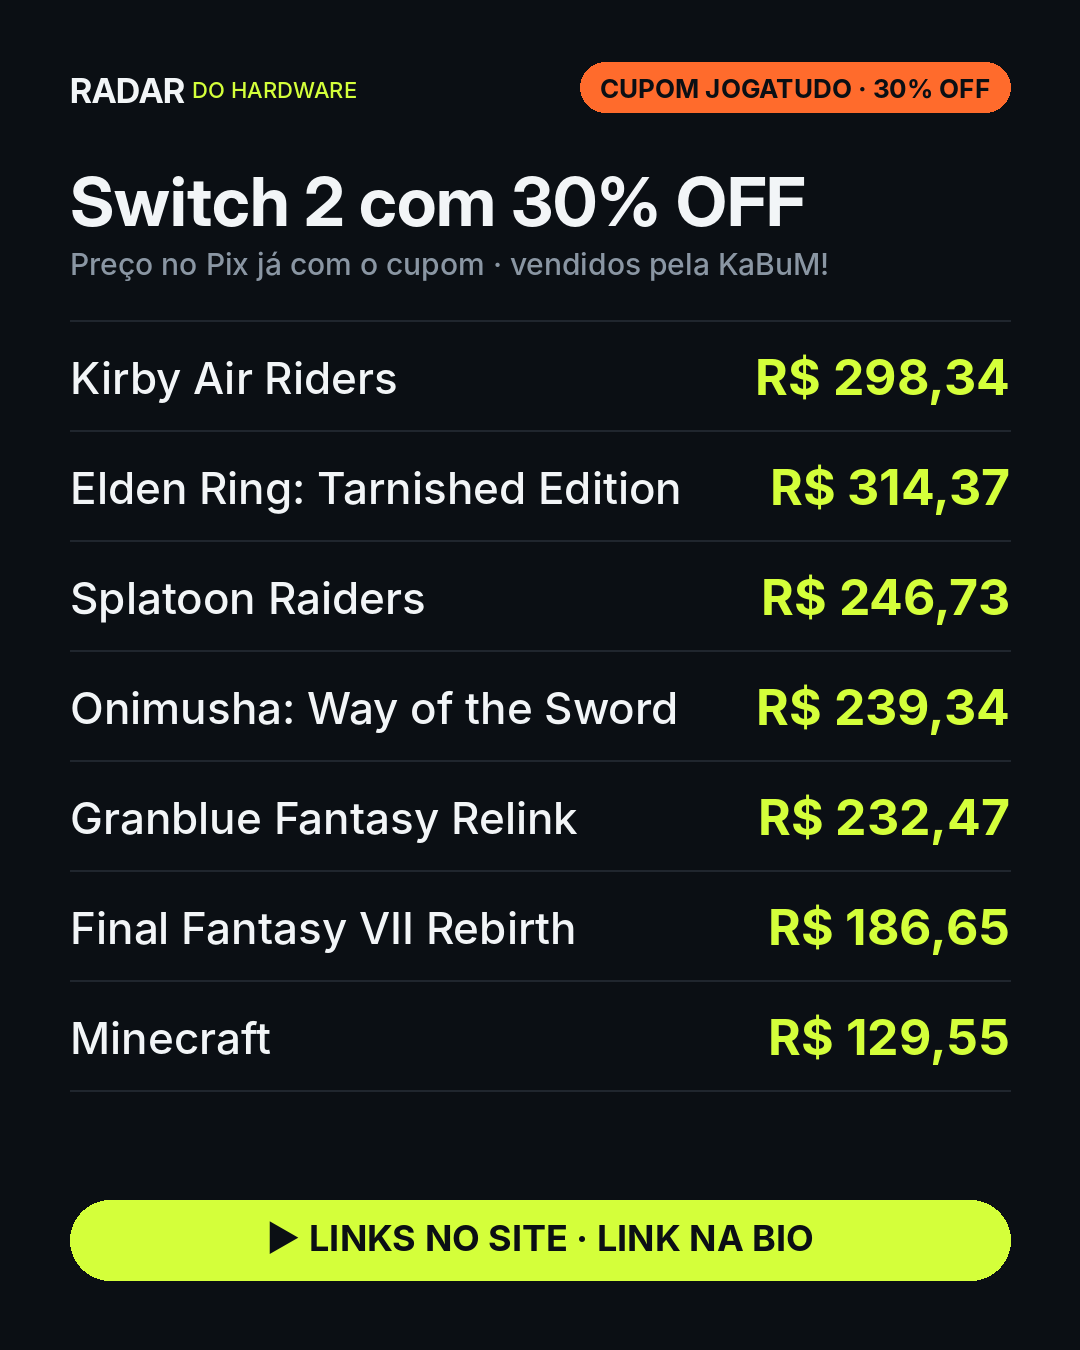 RADAR DO HARDWARE
CUPOM JOGATUDO · 30% OFF
Switch 2 com 30% OFF
Preço no Pix já com o cupom · vendidos pela KaBuM!
Kirby Air Riders R$ 298,34
Elden Ring: Tarnished Edition R$ 314,37
Splatoon Raiders R$ 246,73
Onimusha: Way of the Sword R$ 239,34
Granblue Fantasy Relink R$ 232,47
Final Fantasy VII Rebirth R$ 186,65
Minecraft R$ 129,55
▶ LINKS NO SITE · LINK NA BIO